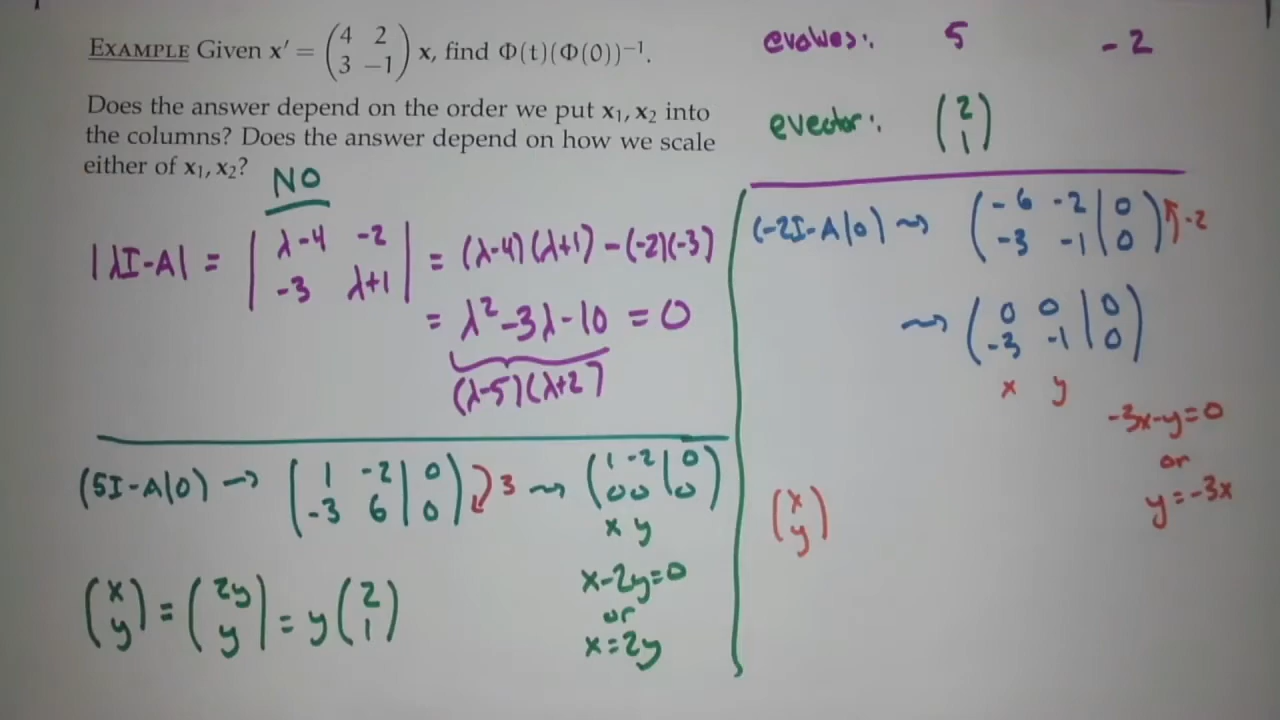 EXAMPLE Given x′ = (4 2 3 −1) x, find Φ(t)(Φ(0))⁻¹.
Does the answer depend on the order we put x₁, x₂ into
the columns? Does the answer depend on how we scale
either of x₁, x₂?
NO
|λI-A| = | λ-4 -2 | = (λ-4)(λ+1) - (-2)(-3)
| -3 λ+1 |
= λ² - 3λ - 10 = 0
(λ-5)(λ+2)
(5I-A|0) → ( 1 -2 | 0 ) 3 ⇝ ( 1 -2 | 0 )
( -3 6 | 0 ) ( 0 0 | 0 )
x y
x-2y=0
or
x=2y
(x y) = (2y y) = y (2 1)
evalues: 5 -2
evector: (2 1)
(-2I-A|0) ⇝ ( -6 -2 | 0 ) -2
( -3 -1 | 0 )
⇝ ( 0 0 | 0 )
( -3 -1 | 0 )
x y
-3x-y=0
or
y=-3x
(x y)